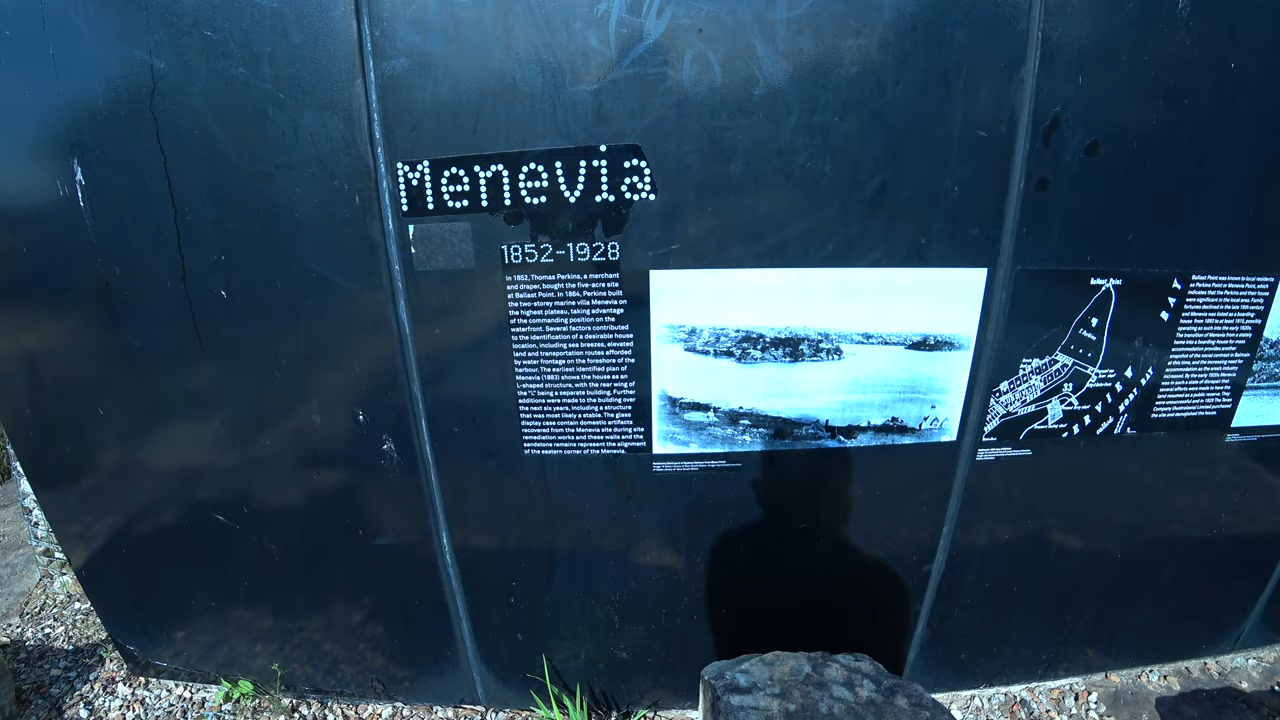 Menevia
1852-1928
In 1852, Thomas Perkins, a merchant
and draper, bought the five-acre site
at Ballast Point. In 1864, Perkins built
the two-storey marine villa Menevia on
the highest plateau, taking advantage
of the commanding position on the
waterfront. Several factors contributed
to the identification of a desirable house
location, including sea breezes, elevated
land and transportation routes afforded
by water frontage on the foreshore of the
harbour. The earliest identified plan of
Menevia (1883) shows the house as an
L-shaped structure, with the rear wing of
the "L" being a separate building. Further
additions were made to the building over
the next six years, including a structure
that was most likely a stable. The glass
display case contain domestic artifacts
recovered from the Menevia site during site
remediation works and these walls and the
sandstone remains represent the alignment
of the eastern corner of the Menevia.
Ballast Point
BAY
33
Ballast Point was known to local residents
as Perkins Point or Menevia Point, which
indicates that the Perkins and their house
were significant in the local area. Family
fortunes declined in the late 19th century
and Menevia was listed as a boarding-
house from 1893 to at least 1915, possibly
operating as such into the early 1920s.
The transition of Menevia from a stable
home into a boarding-house for mass
accommodation provides another
snapshot of the social contrast in Balmain
at this time, and the increasing need for
accommodation as the area's industry
increased. By the early 1920s Menevia
was in such a state of disrepair that
several efforts were made to have the
land resumed as a public reserve. They
were unsuccessful and in 1928 The Texas
Company (Australasia) Limited purchased
the site and demolished the house.